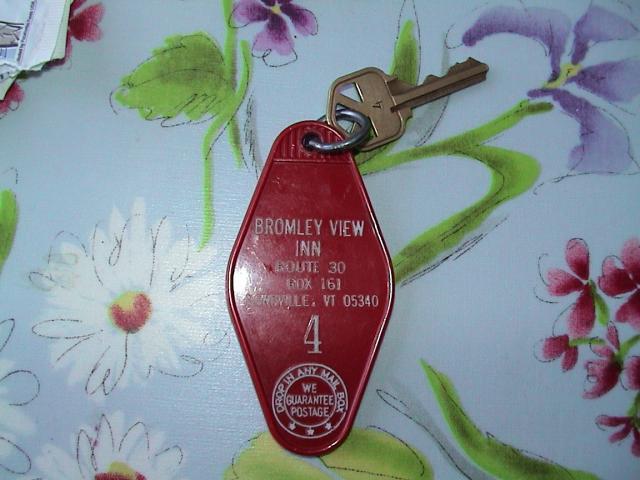 BROMLEY VIEW
INN
ROUTE 30
BOX 161
VT 05340
4
DROP IN ANY MAIL BOX
WE
GUARANTEE
POSTAGE